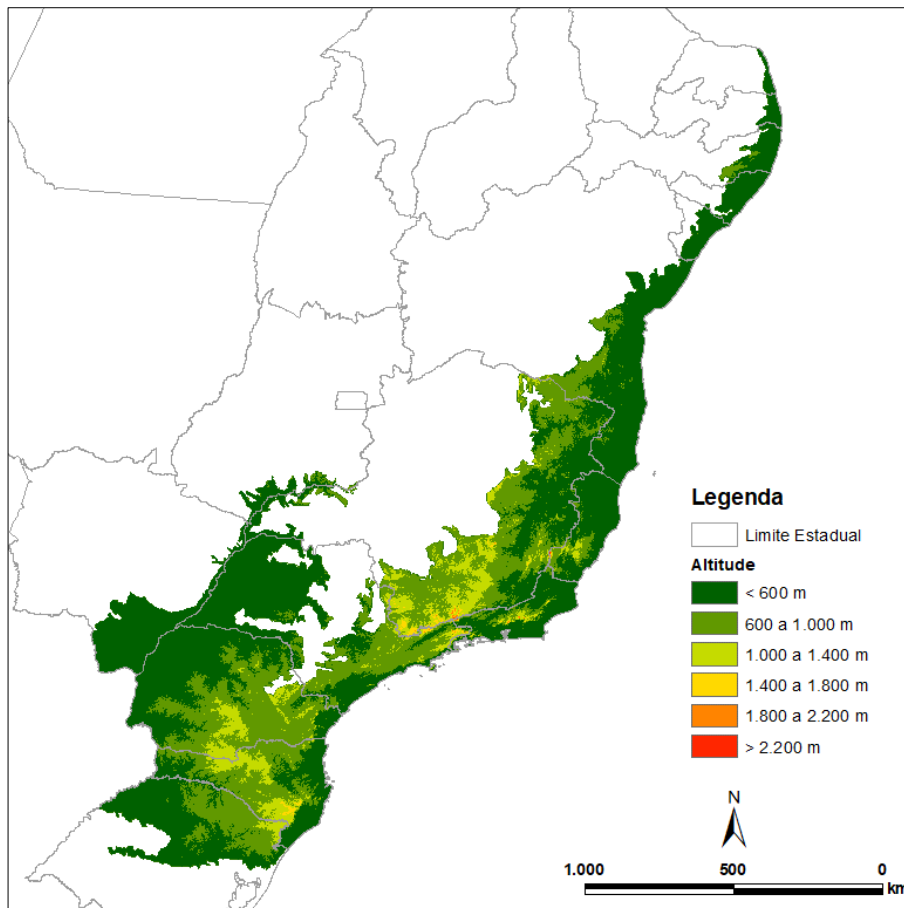 Legenda
Limite Estadual
Altitude
< 600 m
600 a 1.000 m
1.000 a 1.400 m
1.400 a 1.800 m
1.800 a 2.200 m
> 2.200 m
N
1.000 500 0
km